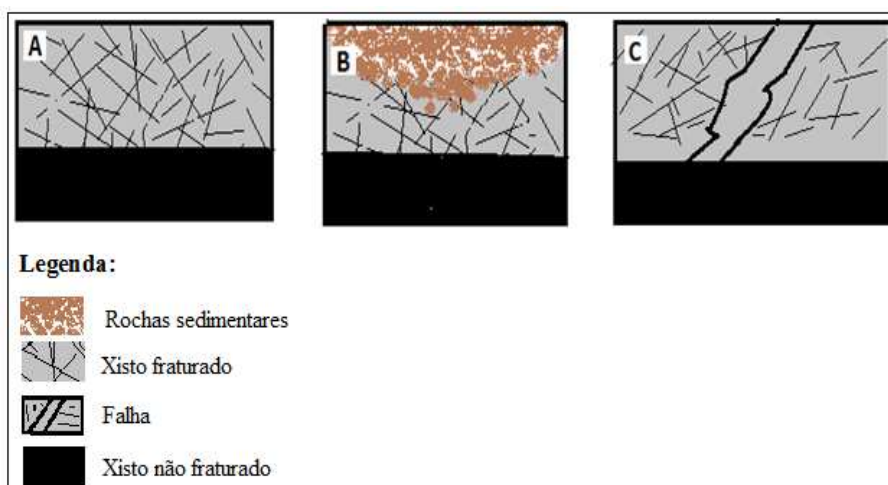 A
B
C
Legenda:
Rochas sedimentares
Xisto fraturado
Falha
Xisto não fraturado